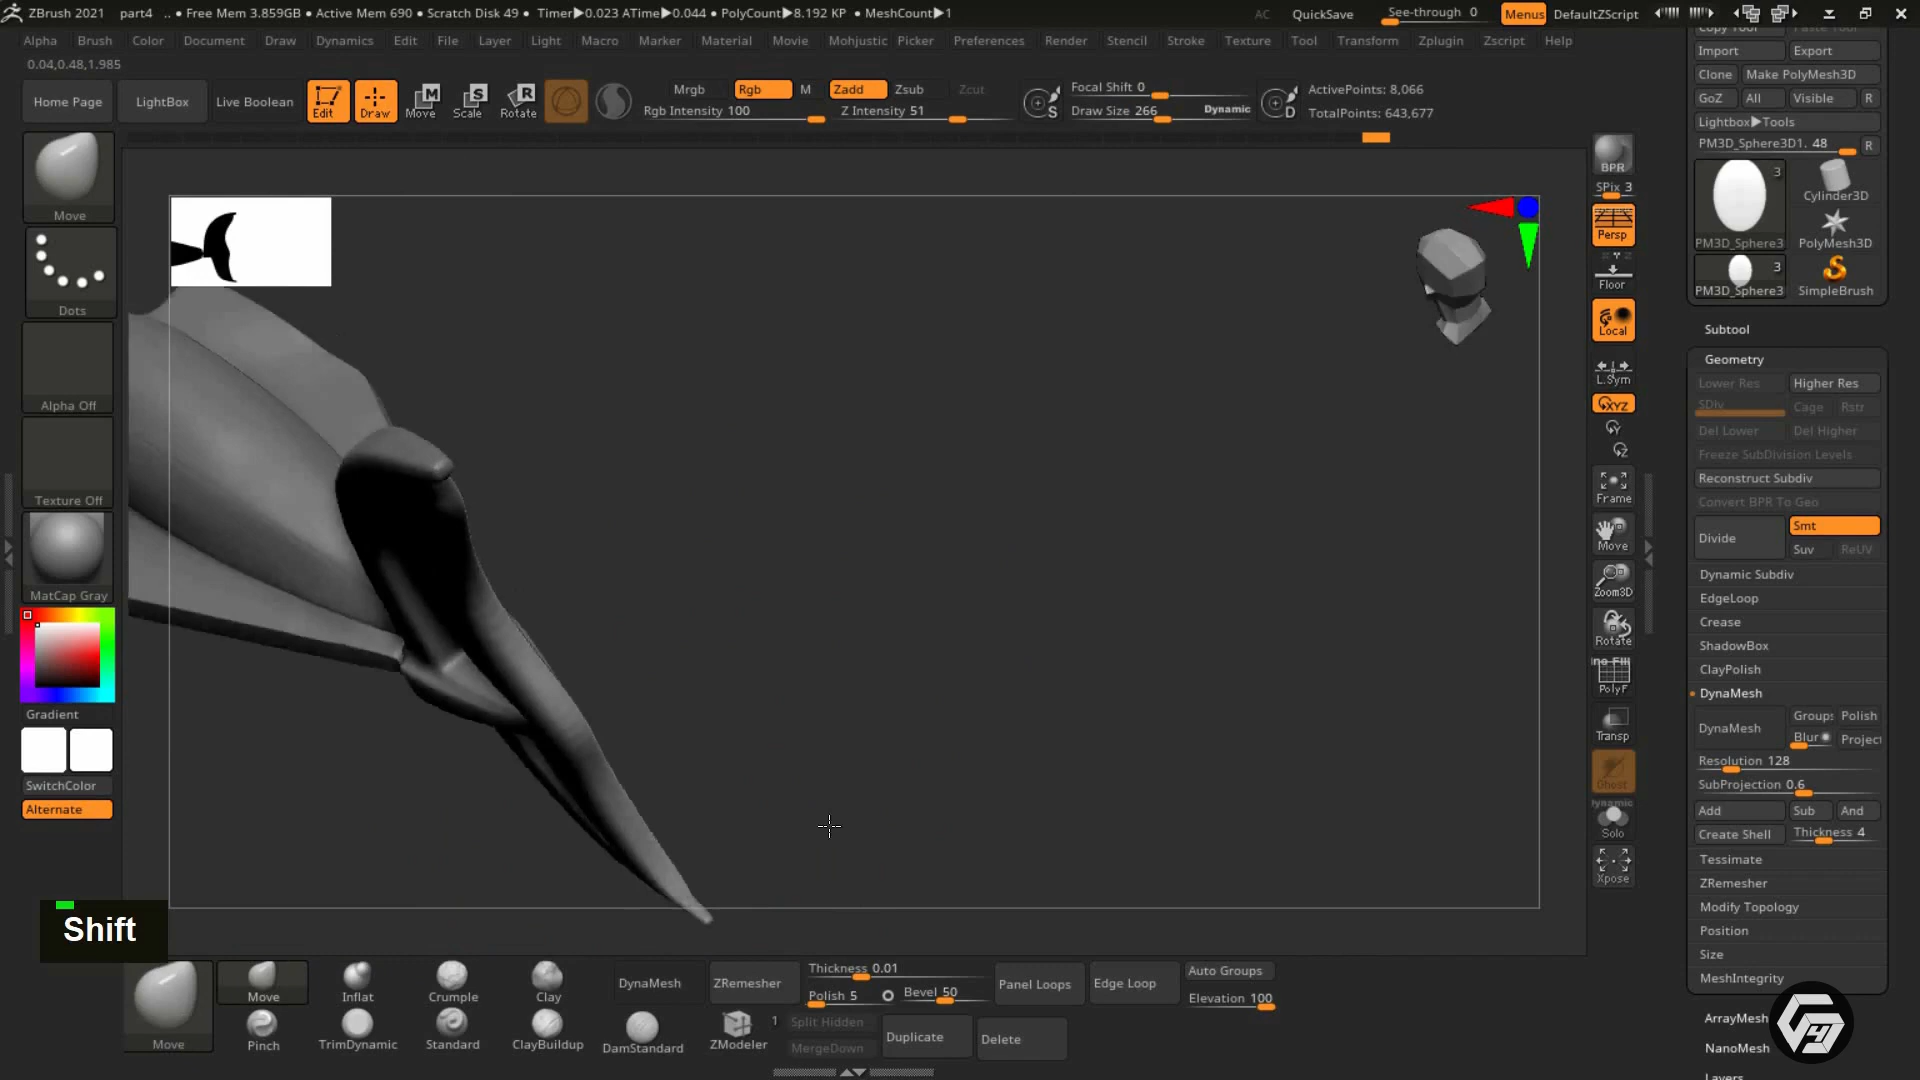 ZBrush 2021 part4 .. • Free Mem 3.859GB • Active Mem 690 • Scratch Disk 49 • Timer▶0.023 ATime▶0.044 • PolyCount▶8.192 KP • MeshCount▶1 AC QuickSave See-through 0 Menus DefaultZScript
Alpha Brush Color Document Draw Dynamics Edit File Layer Light Macro Marker Material Movie Mohjustic Picker Preferences Render Stencil Stroke Texture Tool Transform Zplugin Zscript Help
0.04,0.48,1.985
Home Page LightBox Live Boolean Edit Draw Move Scale Rotate
Mrgb Rgb M Zadd Zsub Zcut
Rgb Intensity 100 Z Intensity 51
Focal Shift 0
Draw Size 266 Dynamic
ActivePoints: 8,066
TotalPoints: 643,677
Move
Dots
Alpha Off
Texture Off
MatCap Gray
Gradient
SwitchColor
Alternate
Shift
BPR
SPix 3
Persp
Floor
Local
L.Sym
XYZ
Frame
Move
Zoom3D
Rotate
PolyF
Transp
Ghost
Dynamic
Solo
Xpose
Import Export
Clone Make PolyMesh3D
GoZ All Visible R
Lightbox▶Tools
PM3D_Sphere3D1. 48 R
3
Cylinder3D
PM3D_Sphere3 PolyMesh3D
3
PM3D_Sphere3 SimpleBrush
Subtool
Geometry
Lower Res Higher Res
SDiv Cage Rstr
Del Lower Del Higher
Freeze SubDivision Levels
Reconstruct Subdiv
Convert BPR To Geo
Divide Smt
Suv ReUV
Dynamic Subdiv
EdgeLoop
Crease
ShadowBox
ClayPolish
DynaMesh
DynaMesh Groups Polish
Blur Project
Resolution 128
SubProjection 0.6
Add Sub And
Create Shell Thickness 4
Tessimate
ZRemesher
Modify Topology
Position
Size
MeshIntegrity
ArrayMesh
NanoMesh
Layers
Move Move Inflat Crumple Clay
Pinch TrimDynamic Standard ClayBuildup DamStandard ZModeler 1
DynaMesh ZRemesher Thickness 0.01
Polish 5 Bevel 50
Panel Loops Edge Loop Auto Groups
Elevation 100
Split Hidden
MergeDown
Duplicate Delete